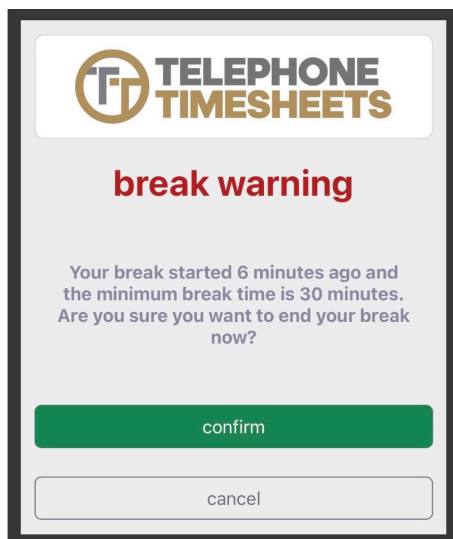 TELEPHONE
TIMESHEETS
break warning
Your break started 6 minutes ago and
the minimum break time is 30 minutes.
Are you sure you want to end your break
now?
confirm
cancel